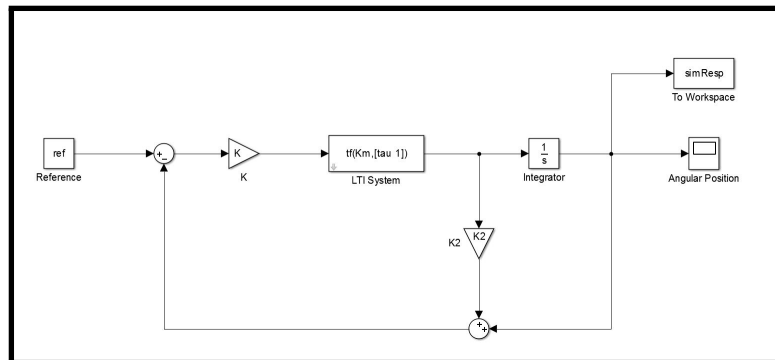 simResp
To Workspace
ref
Reference
+
−
K
K
tf(Km,[tau 1])
LTI System
1
s
Integrator
Angular Position
K2
K2
+
+